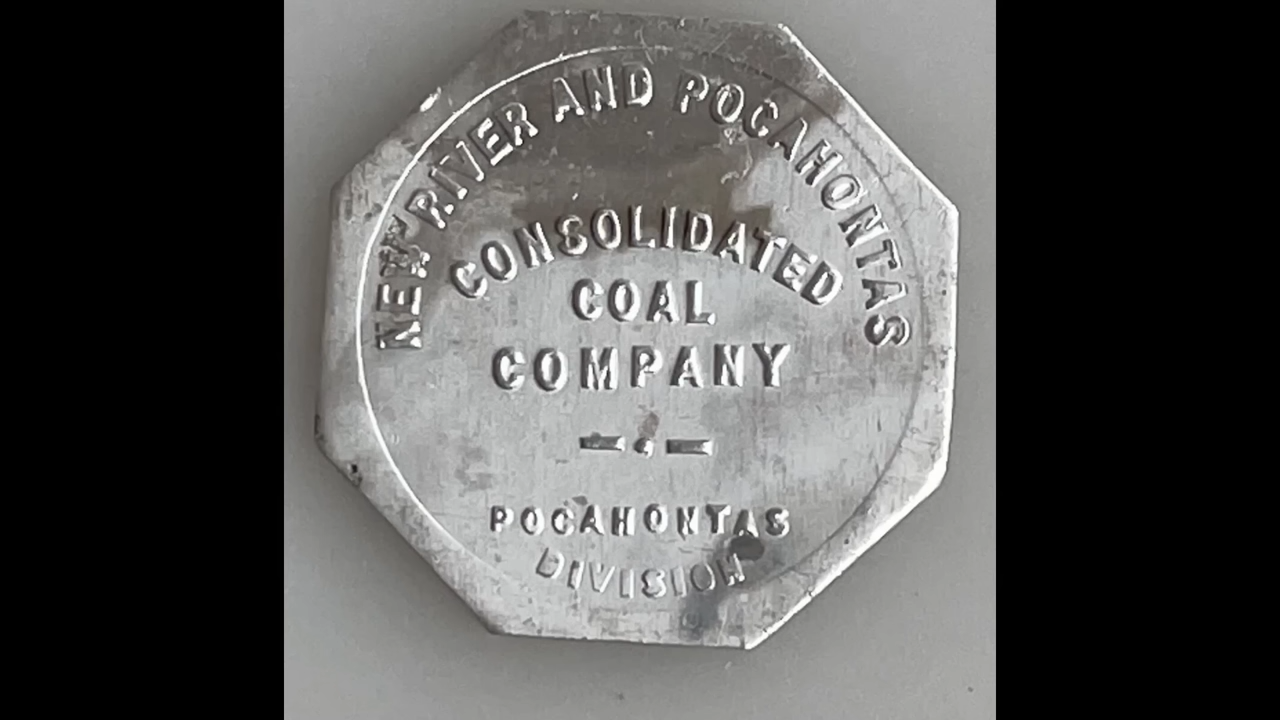 NEW RIVER AND POCAHONTAS
CONSOLIDATED
COAL
COMPANY
POCAHONTAS
DIVISION